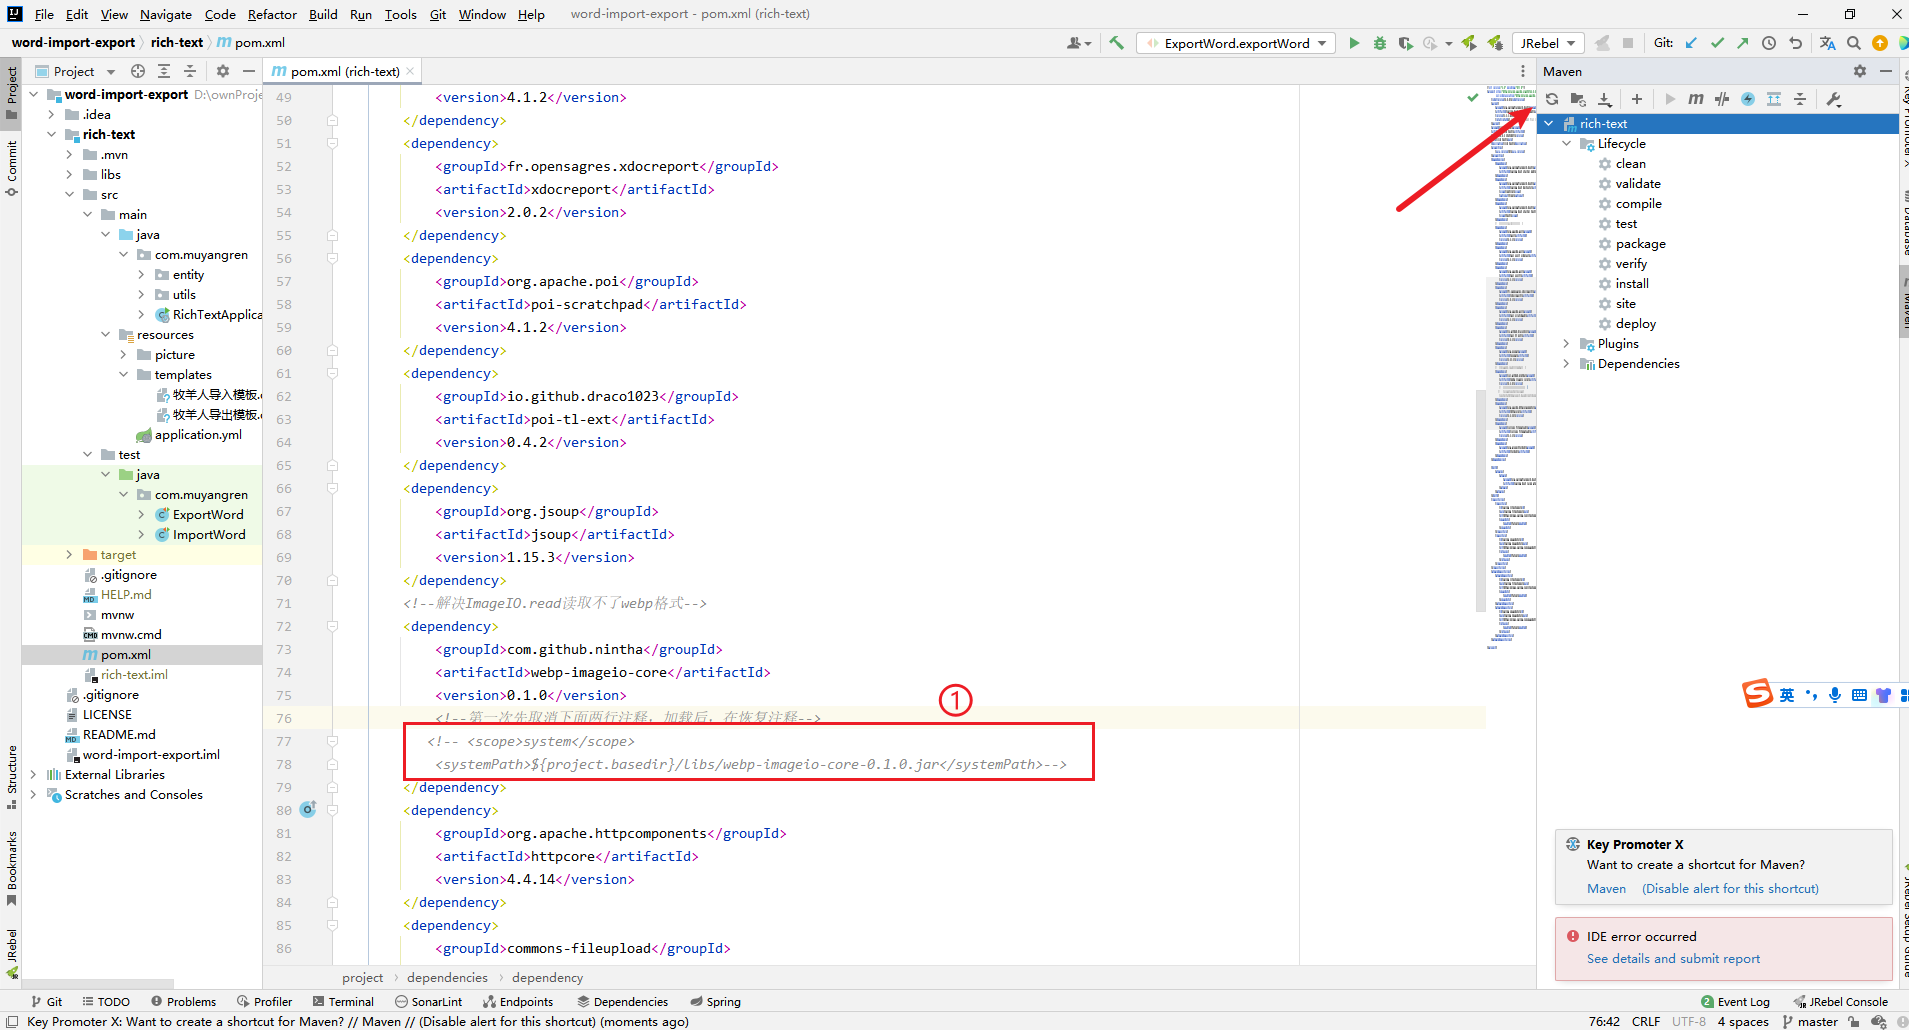 File Edit View Navigate Code Refactor Build Run Tools Git Window Help word-import-export - pom.xml (rich-text)
word-import-export rich-text m pom.xml
ExportWord.exportWord JRebel Git:
Project
pom.xml (rich-text)
Maven
Project
Commit
Structure
Bookmarks
JRebel
word-import-export D:\ownProje
.idea
rich-text
.mvn
libs
src
main
java
com.muyangren
entity
utils
RichTextApplica
resources
picture
templates
牧羊人导入模板.
牧羊人导出模板.
application.yml
test
java
com.muyangren
ExportWord
ImportWord
target
.gitignore
HELP.md
mvnw
mvnw.cmd
pom.xml
rich-text.iml
.gitignore
LICENSE
README.md
word-import-export.iml
External Libraries
Scratches and Consoles
49 <version>4.1.2</version>
50 </dependency>
51 <dependency>
52 <groupId>fr.opensagres.xdocreport</groupId>
53 <artifactId>xdocreport</artifactId>
54 <version>2.0.2</version>
55 </dependency>
56 <dependency>
57 <groupId>org.apache.poi</groupId>
58 <artifactId>poi-scratchpad</artifactId>
59 <version>4.1.2</version>
60 </dependency>
61 <dependency>
62 <groupId>io.github.draco1023</groupId>
63 <artifactId>poi-tl-ext</artifactId>
64 <version>0.4.2</version>
65 </dependency>
66 <dependency>
67 <groupId>org.jsoup</groupId>
68 <artifactId>jsoup</artifactId>
69 <version>1.15.3</version>
70 </dependency>
71 <!--解决ImageIO.read读取不了webp格式-->
72 <dependency>
73 <groupId>com.github.nintha</groupId>
74 <artifactId>webp-imageio-core</artifactId>
75 <version>0.1.0</version>
①
76 <!--第一次先取消下面两行注释，加载后，在恢复注释-->
77 <!-- <scope>system</scope>
78 <systemPath>${project.basedir}/libs/webp-imageio-core-0.1.0.jar</systemPath>-->
79 </dependency>
80 <dependency>
81 <groupId>org.apache.httpcomponents</groupId>
82 <artifactId>httpcore</artifactId>
83 <version>4.4.14</version>
84 </dependency>
85 <dependency>
86 <groupId>commons-fileupload</groupId>
project dependencies dependency
rich-text
Lifecycle
clean
validate
compile
test
package
verify
install
site
deploy
Plugins
Dependencies
Database
Maven
英
Key Promoter X
Want to create a shortcut for Maven?
Maven (Disable alert for this shortcut)
IDE error occurred
See details and submit report
Git TODO Problems Profiler Terminal SonarLint Endpoints Dependencies Spring 2 Event Log JRebel Console
Key Promoter X: Want to create a shortcut for Maven? // Maven // (Disable alert for this shortcut) (moments ago) 76:42 CRLF UTF-8 4 spaces master